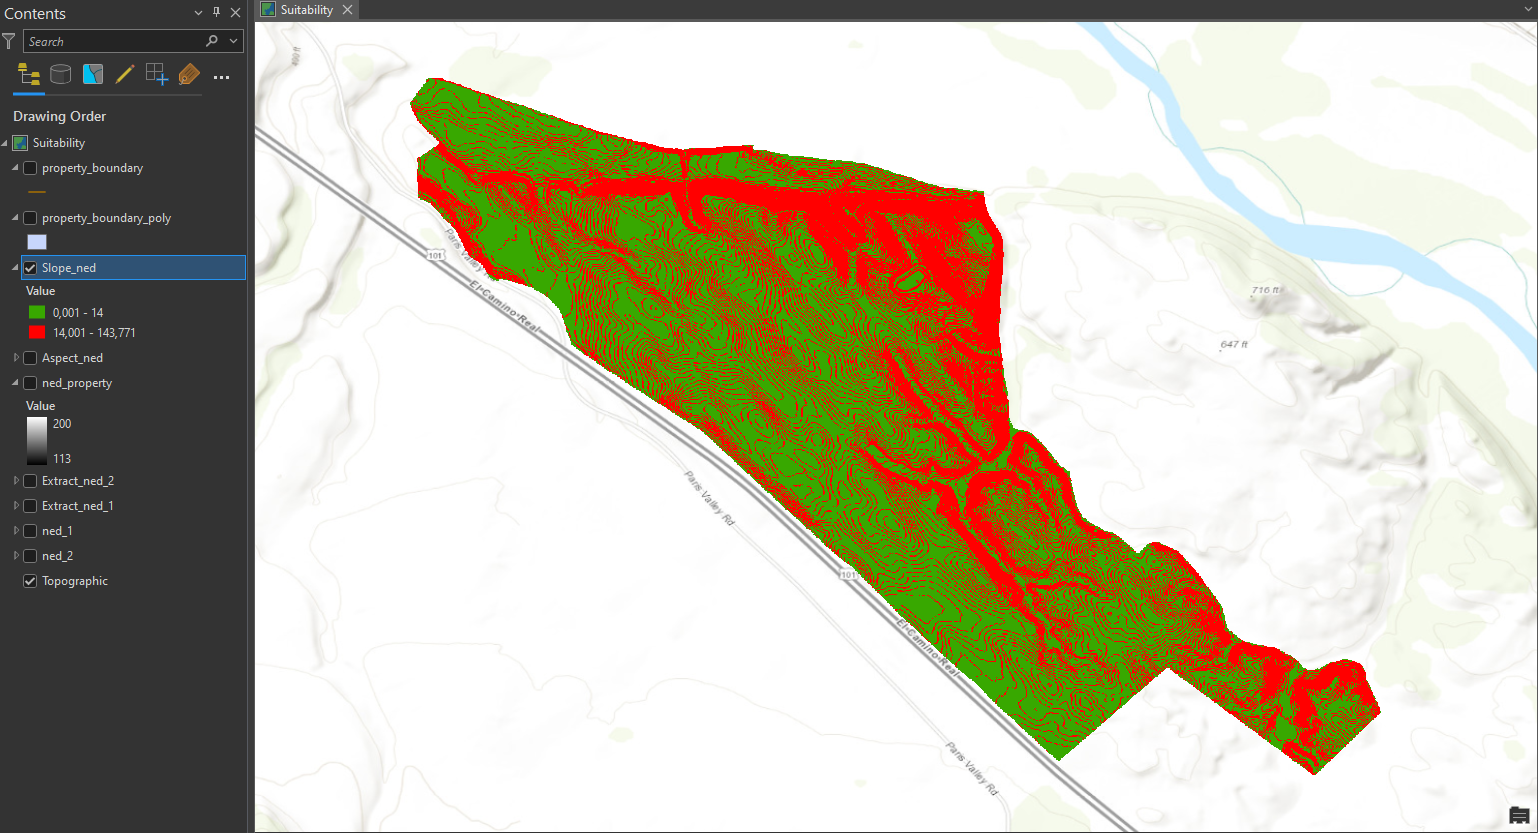 Contents
Search
Drawing Order
Suitability
property_boundary
property_boundary_poly
Slope_ned
Value
0,001 - 14
14,001 - 143,771
Aspect_ned
ned_property
Value
200
113
Extract_ned_2
Extract_ned_1
ned_1
ned_2
Topographic
Suitability
Paris Valley Rd
101
El-Camino-Real
716 ft
647 ft
Paris Valley Rd
101
El-Camino-Real
Paris Valley Rd